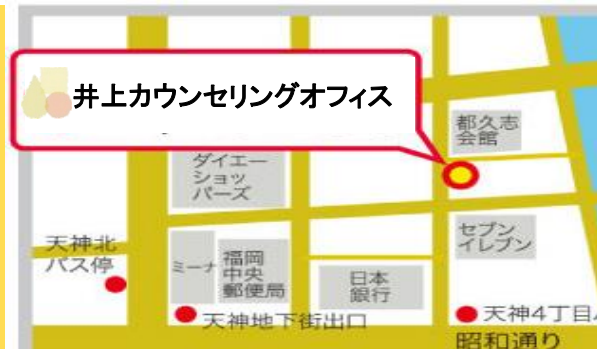 井上カウンセリングオフィス
都久志
会館
ダイエー
ショッ
パーズ
セブン
イレブン
天神北
バス停
ミーナ
福岡
中央
郵便局
日本
銀行
天神地下街出口
天神4丁目
昭和通り